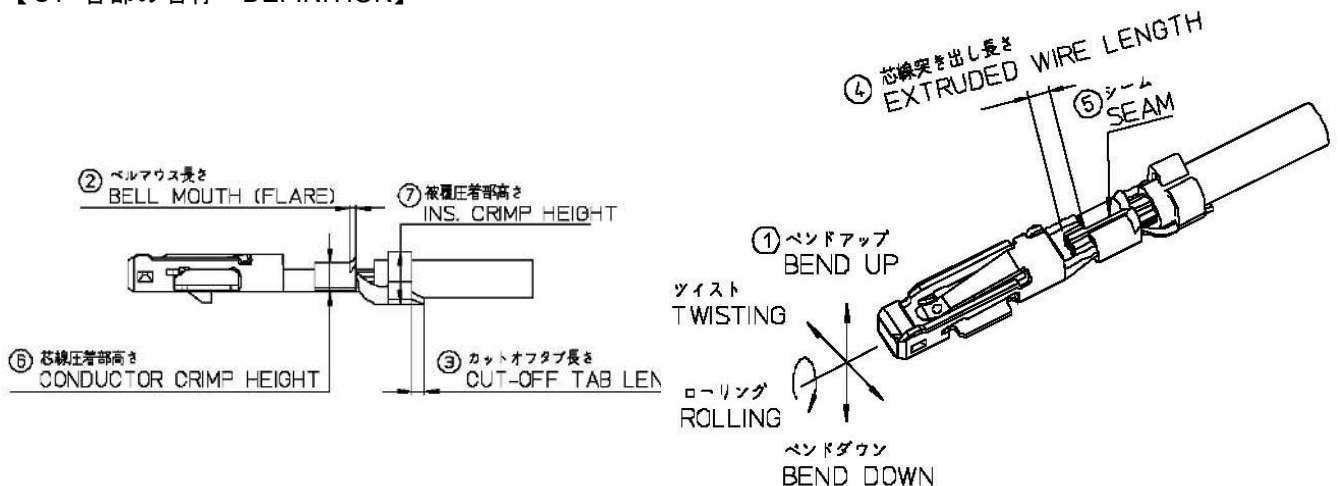 DEFINITION】
② ベルマウス長さ
BELL MOUTH (FLARE)
⑦ 被覆圧着部高さ
INS. CRIMP HEIGHT
⑥ 芯線圧着部高さ
CONDUCTOR CRIMP HEIGHT
③ カットオフタブ長さ
CUT-OFF TAB LEN
④ 芯線突き出し長さ
EXTRUDED WIRE LENGTH
⑤ シーム
SEAM
① ベンドアップ
BEND UP
ツイスト
TWISTING
ローリング
ROLLING
ベンドダウン
BEND DOWN